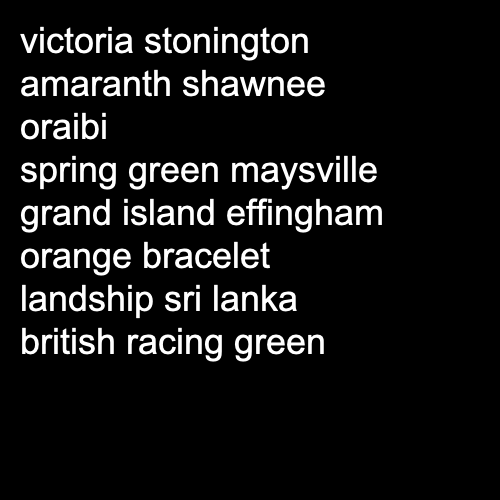 victoria stonington
amaranth shawnee
oraibi
spring green maysville
grand island effingham
orange bracelet
landship sri lanka
british racing green